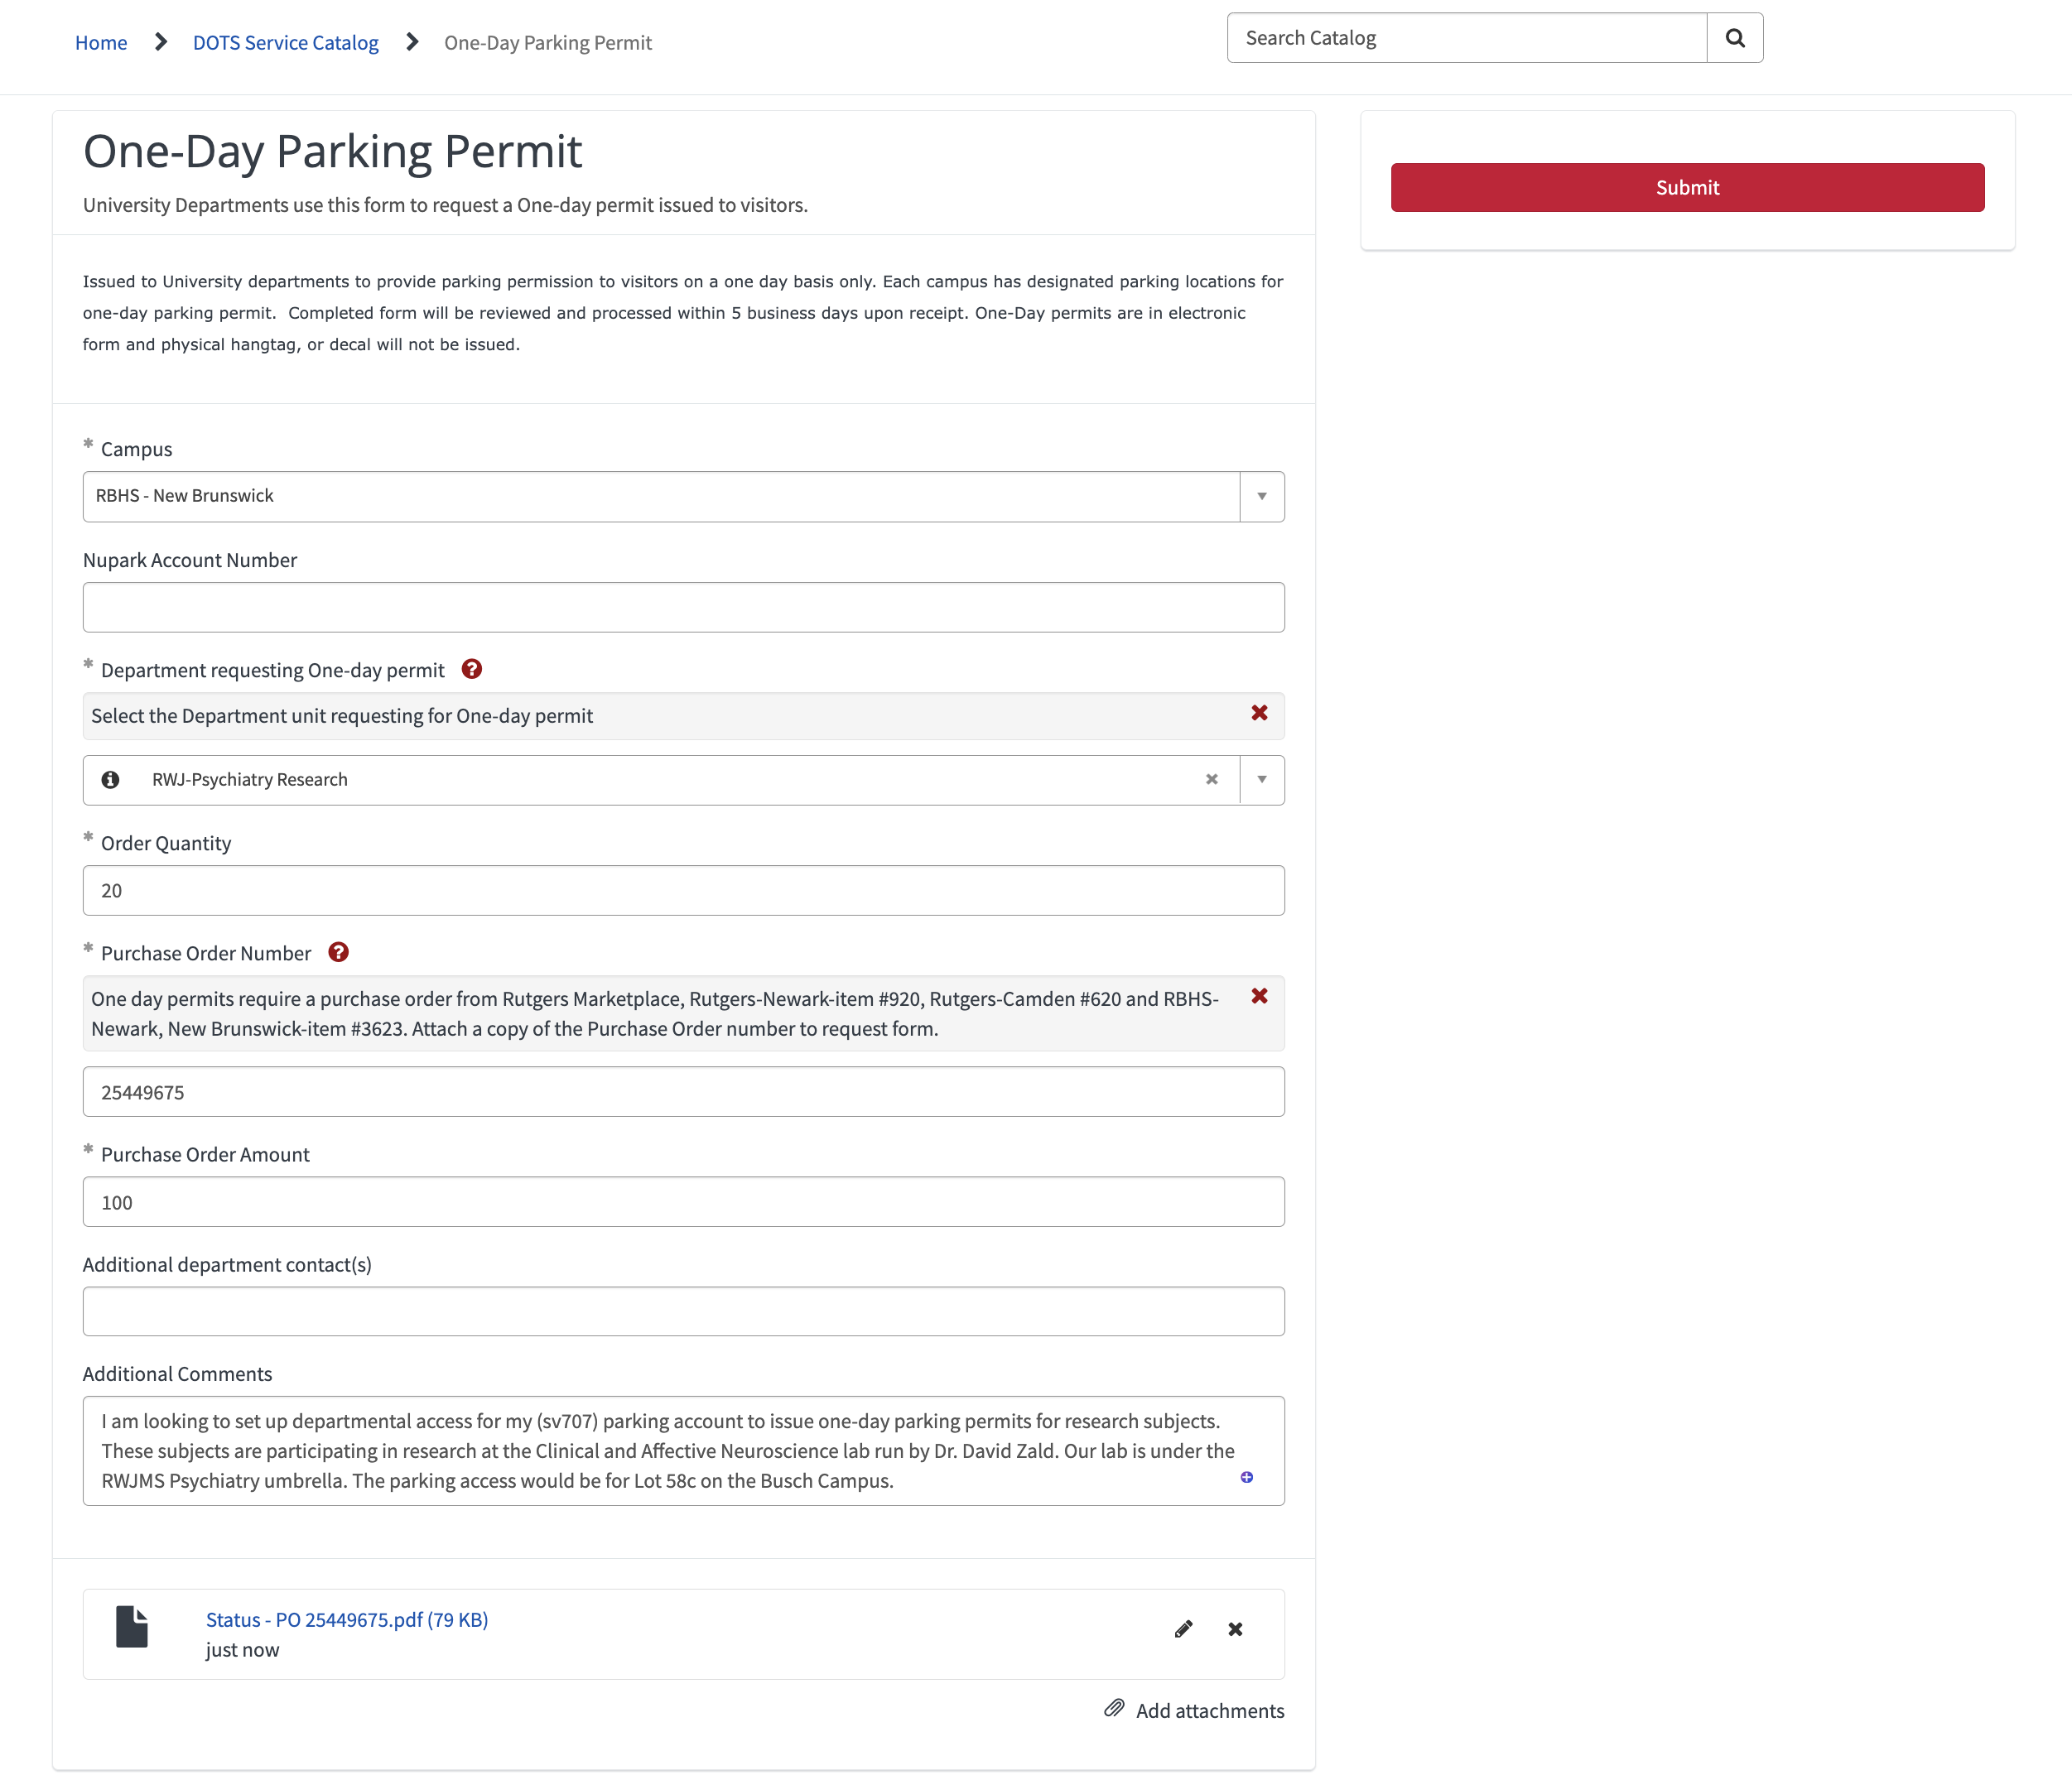 Home > DOTS Service Catalog > One-Day Parking Permit
Search Catalog
One-Day Parking Permit
University Departments use this form to request a One-day permit issued to visitors.
Submit
Issued to University departments to provide parking permission to visitors on a one day basis only. Each campus has designated parking locations for
one-day parking permit.  Completed form will be reviewed and processed within 5 business days upon receipt. One-Day permits are in electronic
form and physical hangtag, or decal will not be issued.
* Campus
RBHS - New Brunswick
Nupark Account Number
* Department requesting One-day permit ?
Select the Department unit requesting for One-day permit
RWJ-Psychiatry Research
* Order Quantity
20
* Purchase Order Number ?
One day permits require a purchase order from Rutgers Marketplace, Rutgers-Newark-item #920, Rutgers-Camden #620 and RBHS-
Newark, New Brunswick-item #3623. Attach a copy of the Purchase Order number to request form.
25449675
* Purchase Order Amount
100
Additional department contact(s)
Additional Comments
I am looking to set up departmental access for my (sv707) parking account to issue one-day parking permits for research subjects.
These subjects are participating in research at the Clinical and Affective Neuroscience lab run by Dr. David Zald. Our lab is under the
RWJMS Psychiatry umbrella. The parking access would be for Lot 58c on the Busch Campus.
Status - PO 25449675.pdf (79 KB)
just now
Add attachments